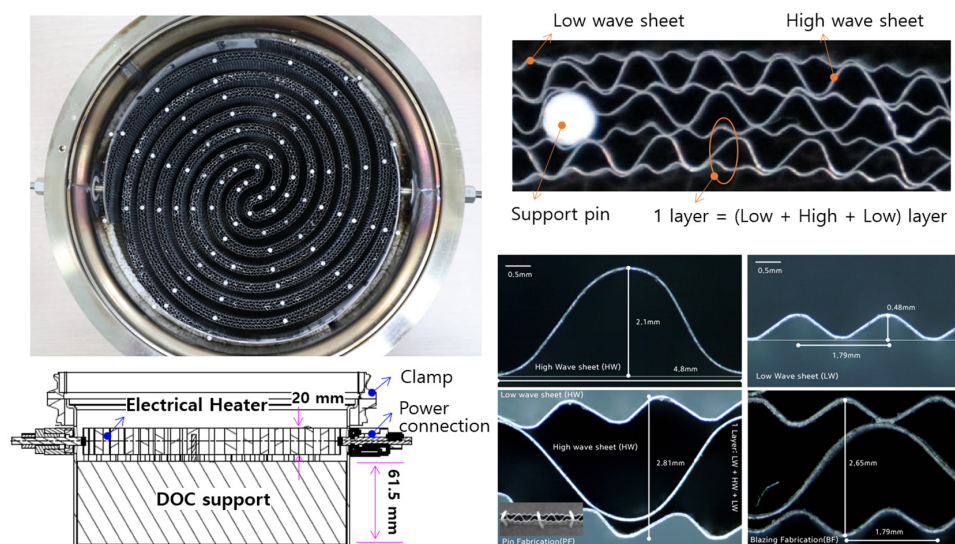 Low wave sheet
High wave sheet
Support pin
1 layer = (Low + High + Low) layer
Clamp
Electrical Heater
20 mm
Power
connection
DOC support
61.5 mm
0.5mm
2,1mm
High Wave sheet (HW)
4,8mm
0.5mm
0,48mm
1,79mm
Low Wave sheet (LW)
Low wave sheet (HW)
High wave sheet (HW)
2,81mm
1 Layer: LW + HW + LW
Pin Fabrication(PF)
2,65mm
1,79mm
Blazing Fabrication(BF)